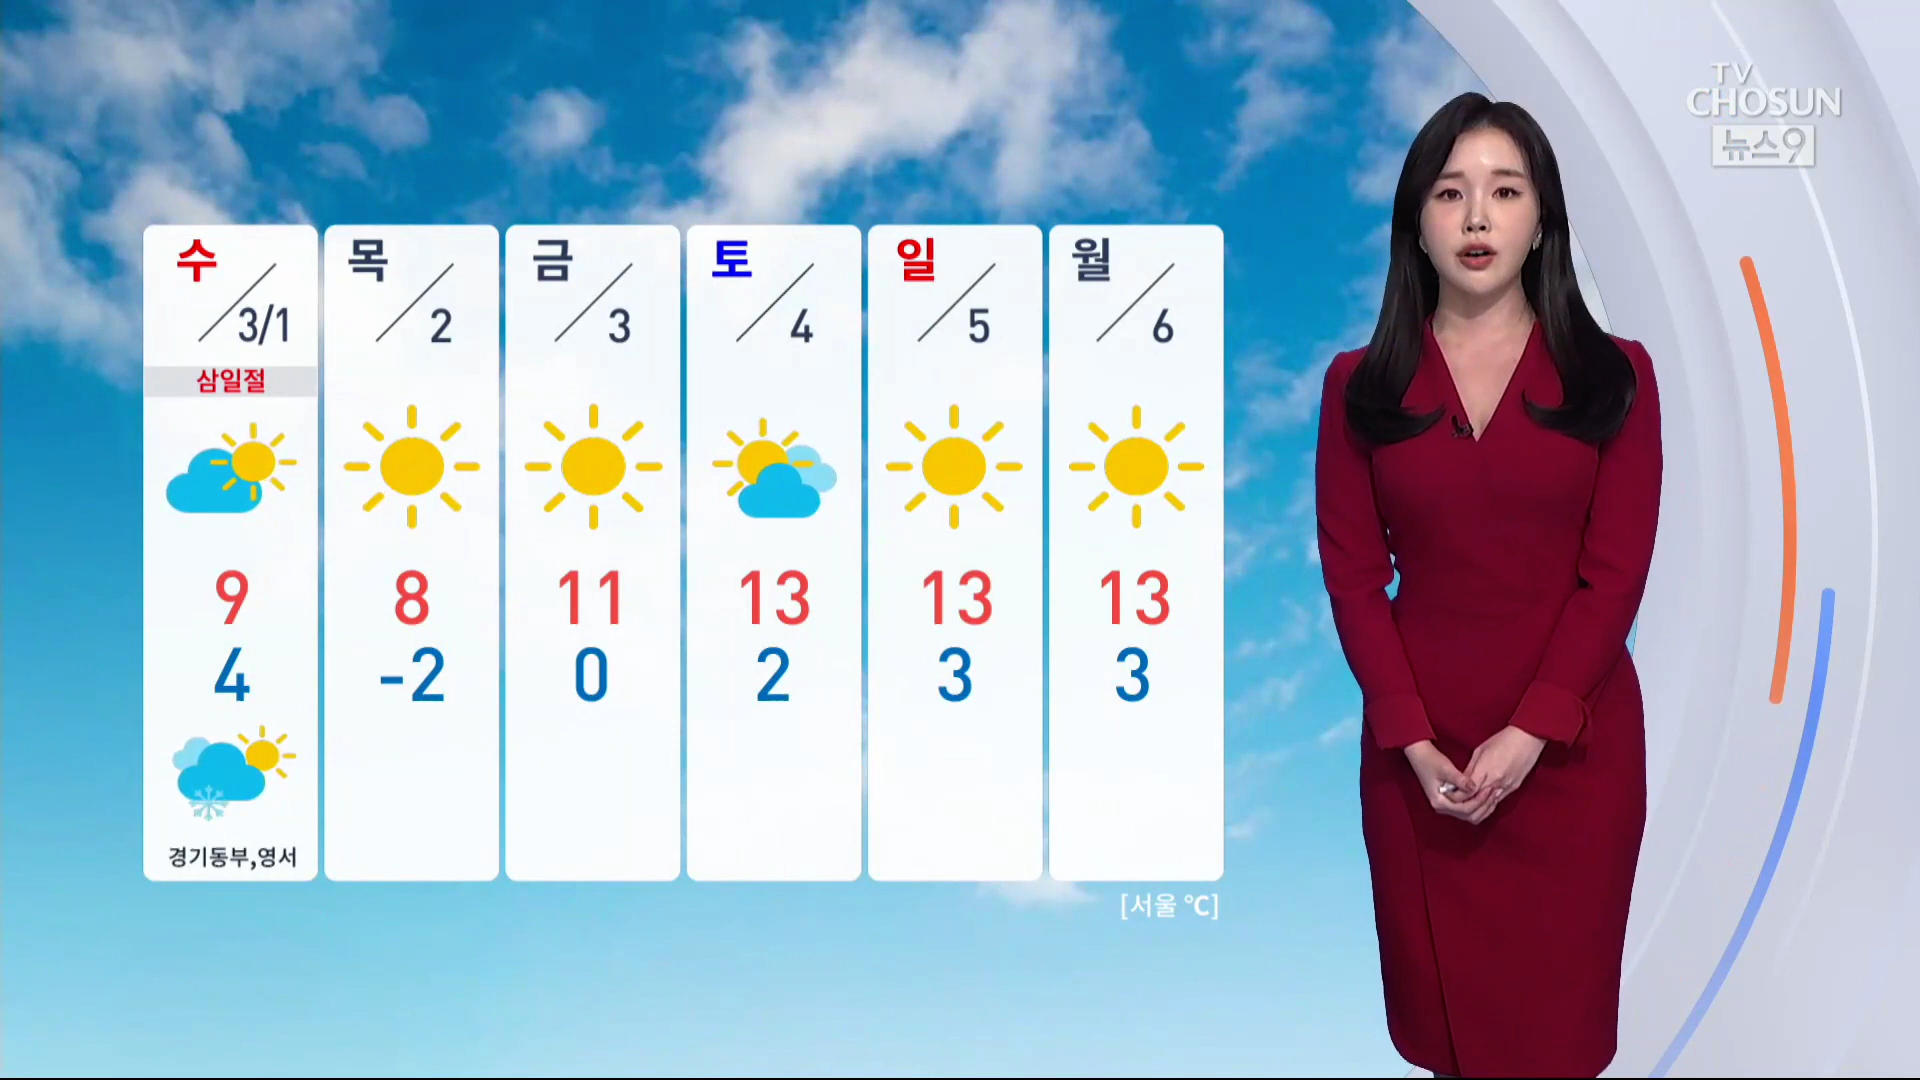 TV
CHOSUN
뉴스9
수 3/1
목 2
금 3
토 4
일 5
월 6
삼일절
9 8 11 13 13 13
4 -2 0 2 3 3
경기동부,영서
[서울 ℃]